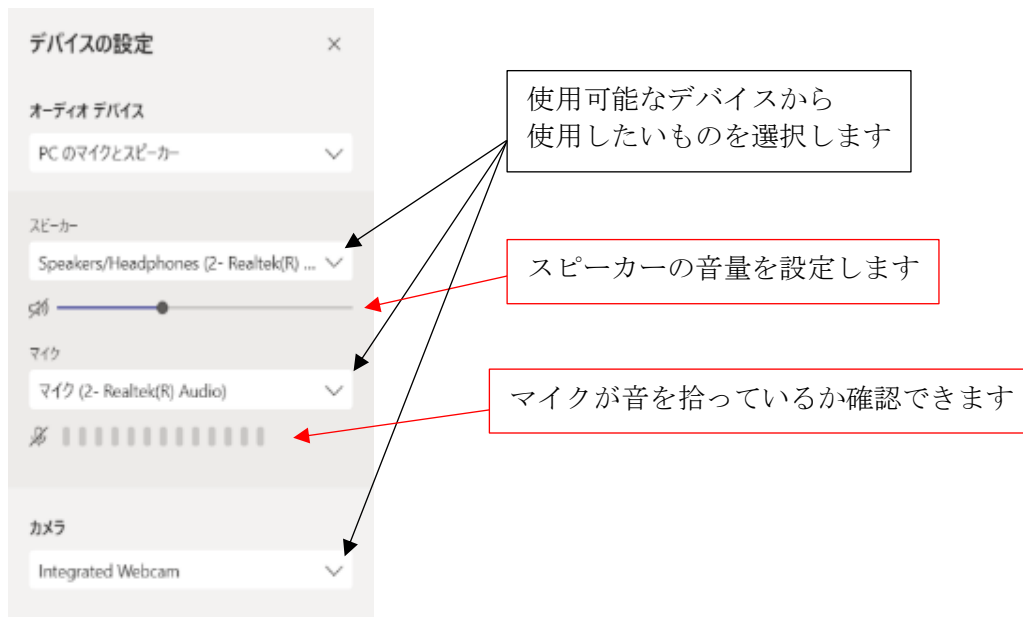 デバイスの設定
オーディオ デバイス
PC のマイクとスピーカー
スピーカー
Speakers/Headphones (2- Realtek(R) ...
マイク
マイク (2- Realtek(R) Audio)
カメラ
Integrated Webcam
使用可能なデバイスから
使用したいものを選択します
スピーカーの音量を設定します
マイクが音を拾っているか確認できます